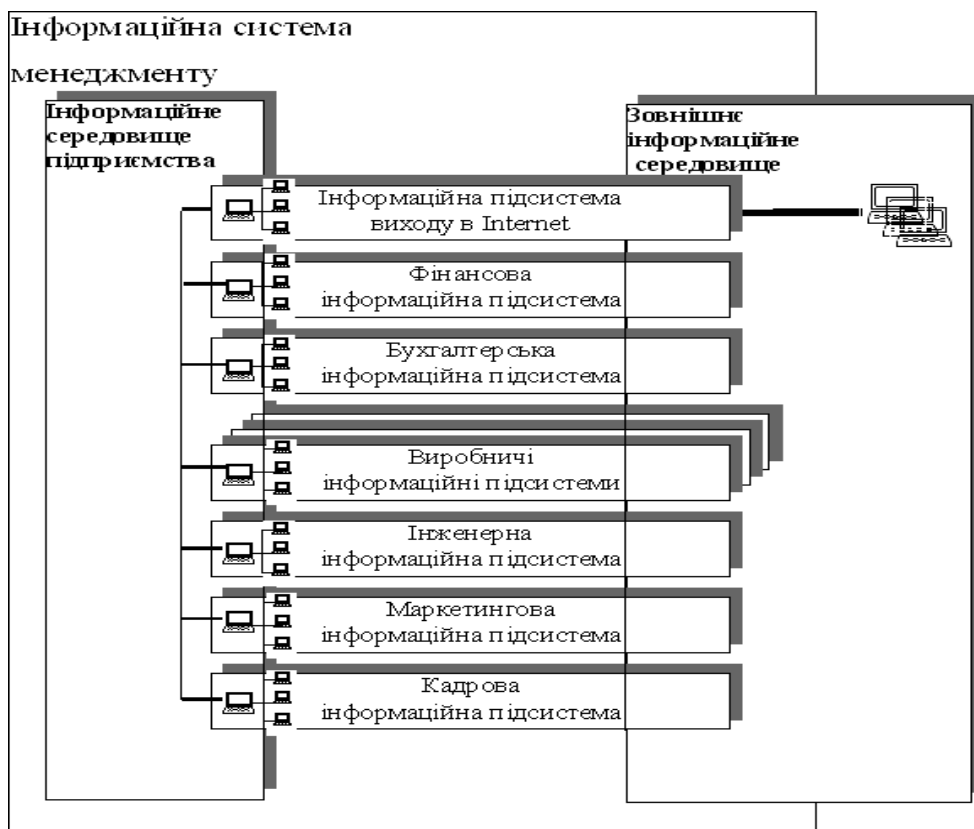 Інформаційна система
менеджменту
Інформаційне
середовище
підприємства
Зовнішнє
інформаційне
середовище
Інформаційна підсистема
виходу в Internet
Фінансова
інформаційна підсистема
Бухгалтерська
інформаційна підсистема
Виробничі
інформаційні підсистеми
Інженерна
інформаційна підсистема
Маркетингова
інформаційна підсистема
Кадрова
інформаційна підсистема